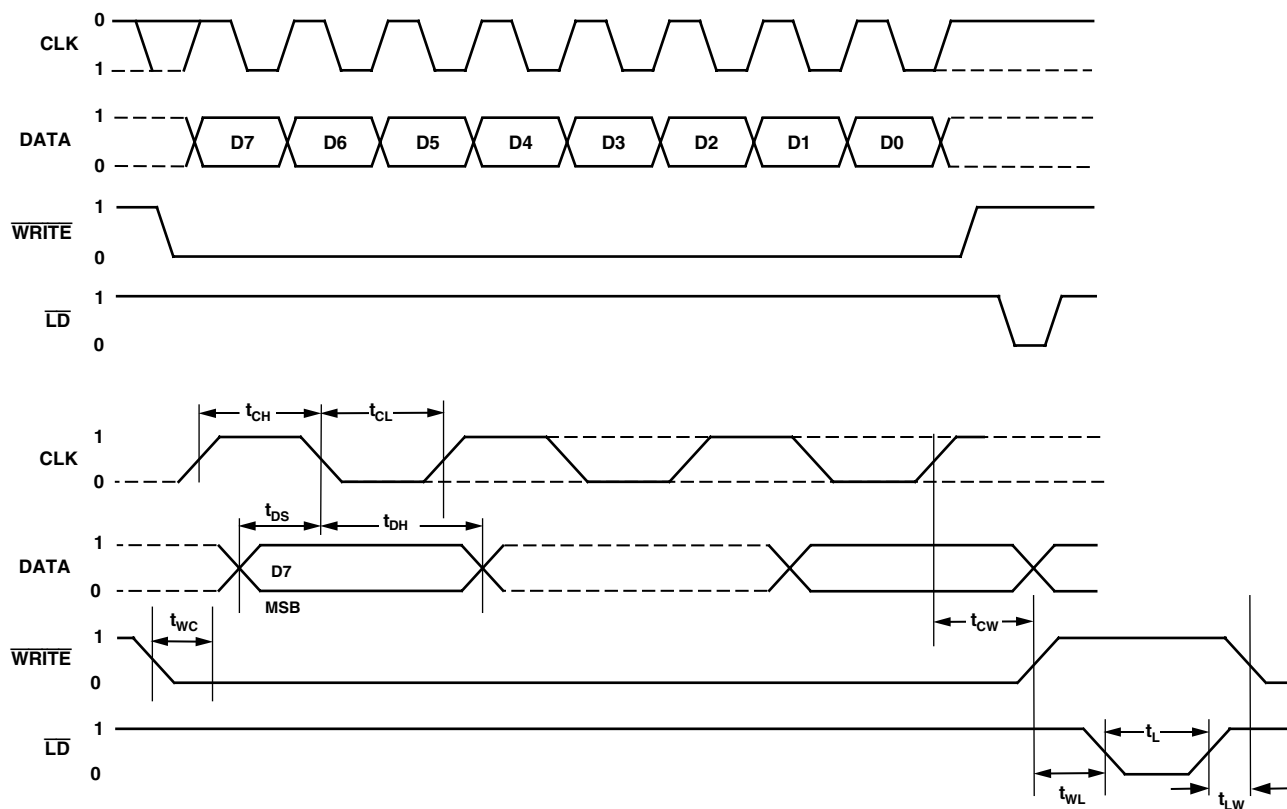 0
CLK
1
1
DATA D7 D6 D5 D4 D3 D2 D1 D0
0
1
WRITE
0
1
LD
0
tCH tCL
1
CLK
0
tDS tDH
1
DATA D7
0
MSB
tWC tCW
1
WRITE
0
1 tL
LD
0
tWL tLW